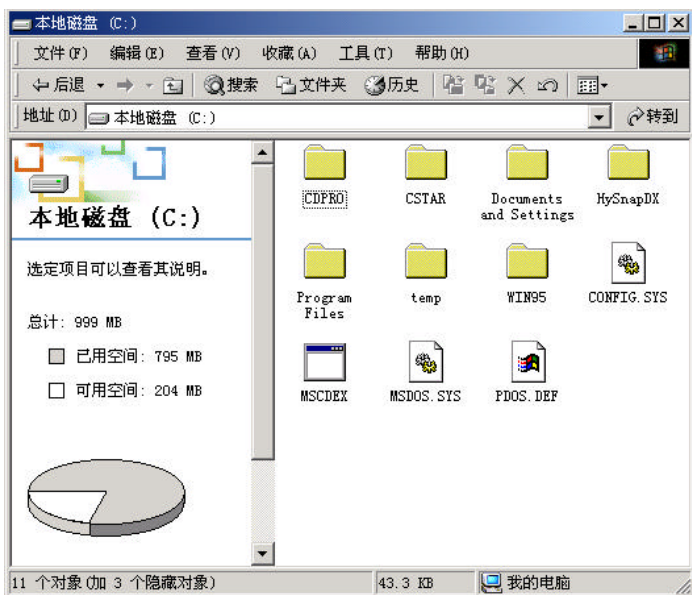 本地磁盘 (C:)
文件(F) 编辑(E) 查看(V) 收藏(A) 工具(T) 帮助(H)
后退 搜索 文件夹 历史
地址(D) 本地磁盘 (C:) 转到
本地磁盘 (C:)
选定项目可以查看其说明。
总计: 999 MB
已用空间: 795 MB
可用空间: 204 MB
CDPRO CSTAR Documents and Settings HySnapDX
Program Files temp WIN95 CONFIG.SYS
MSCDEX MSDOS.SYS PDOS.DEF
11 个对象(加 3 个隐藏对象) 43.3 KB 我的电脑